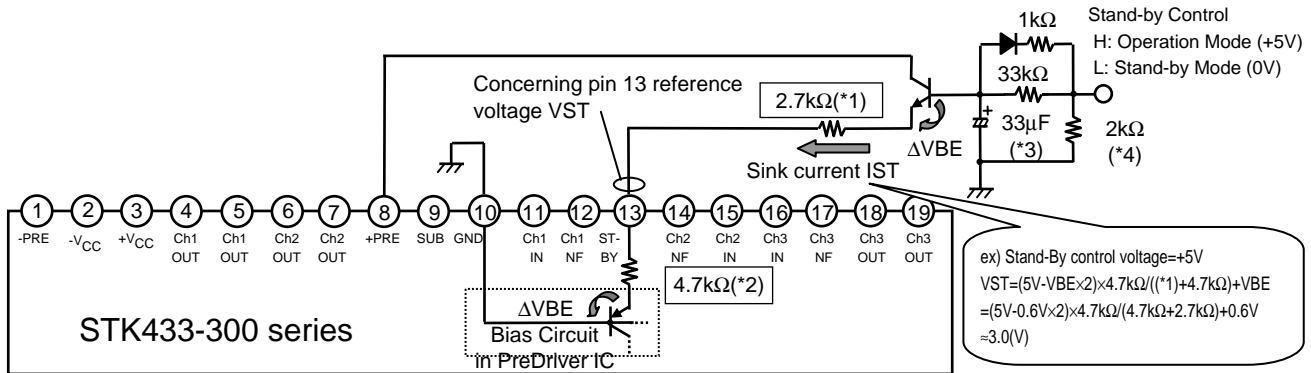 1kΩ
Stand-by Control
H: Operation Mode (+5V)
L: Stand-by Mode (0V)
Concerning pin 13 reference
voltage VST
2.7kΩ(*1)
33kΩ
+
33μF
(*3)
2kΩ
(*4)
ΔVBE
Sink current IST
1 2 3 4 5 6 7 8 9 10 11 12 13 14 15 16 17 18 19
-PRE -VCC +VCC Ch1 Ch1 Ch2 Ch2 +PRE SUB GND Ch1 Ch1 ST- Ch2 Ch2 Ch3 Ch3 Ch3 Ch3
OUT OUT OUT OUT IN NF BY NF IN IN NF OUT OUT
4.7kΩ(*2)
ΔVBE
Bias Circuit
in PreDriver IC
STK433-300 series
ex) Stand-By control voltage=+5V
VST=(5V-VBE×2)×4.7kΩ/((*1)+4.7kΩ)+VBE
=(5V-0.6V×2)×4.7kΩ/(4.7kΩ+2.7kΩ)+0.6V
≈3.0(V)